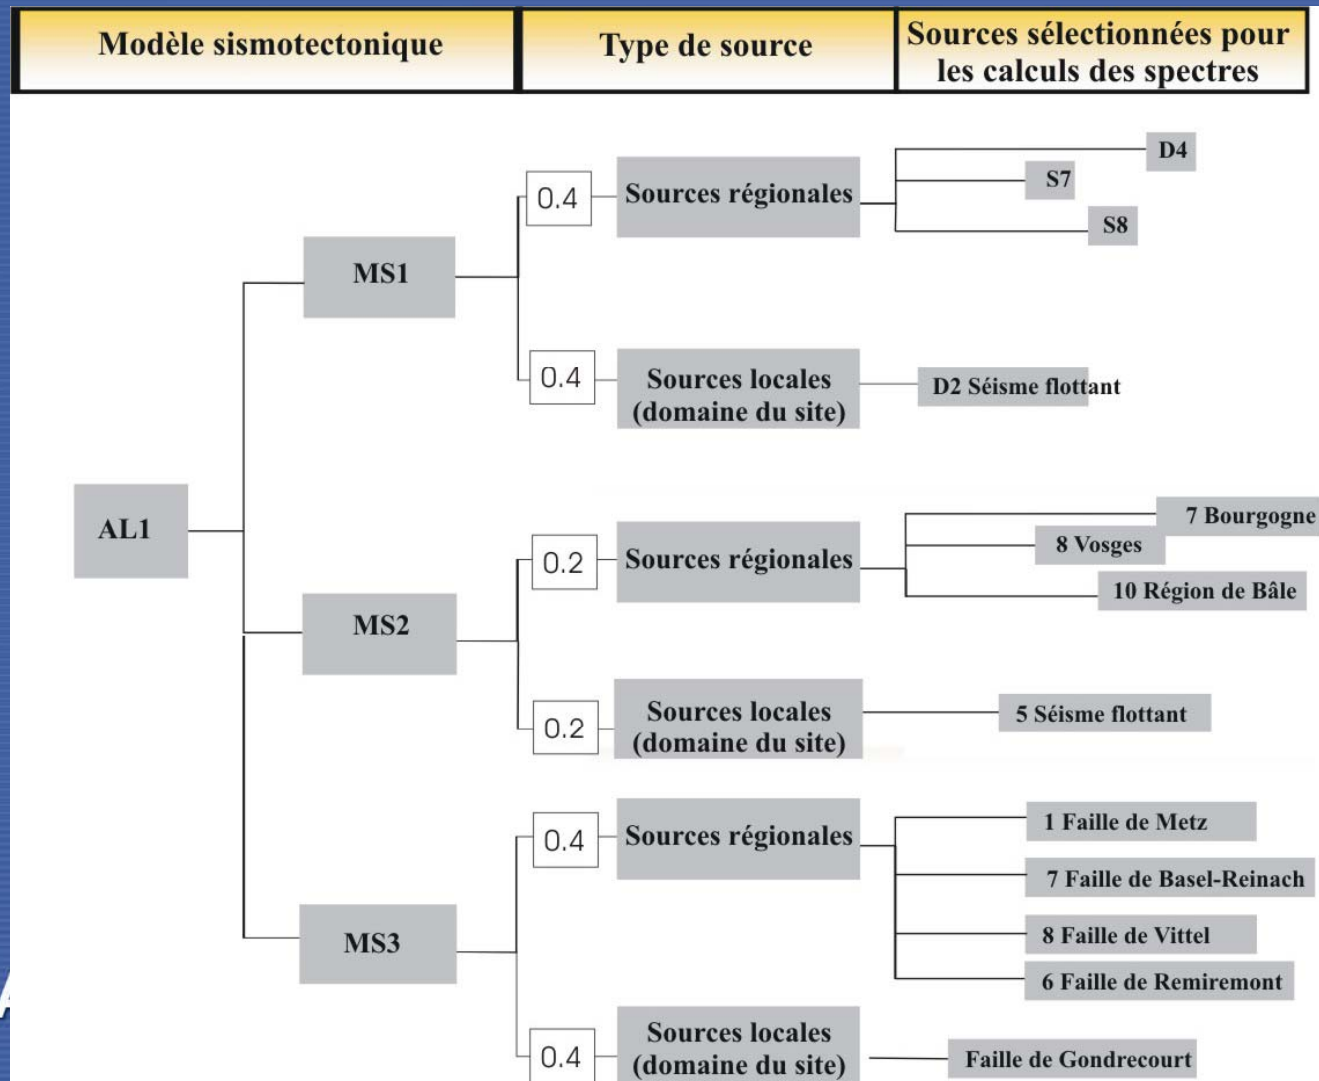 Modèle sismotectonique
Type de source
Sources sélectionnées pour
les calculs des spectres
D4
0.4
Sources régionales
S7
S8
MS1
0.4
Sources locales
(domaine du site)
D2 Séisme flottant
AL1
7 Bourgogne
0.2
Sources régionales
8 Vosges
10 Région de Bâle
MS2
0.2
Sources locales
(domaine du site)
5 Séisme flottant
1 Faille de Metz
0.4
Sources régionales
7 Faille de Basel-Reinach
8 Faille de Vittel
MS3
6 Faille de Remiremont
0.4
Sources locales
(domaine du site)
Faille de Gondrecourt